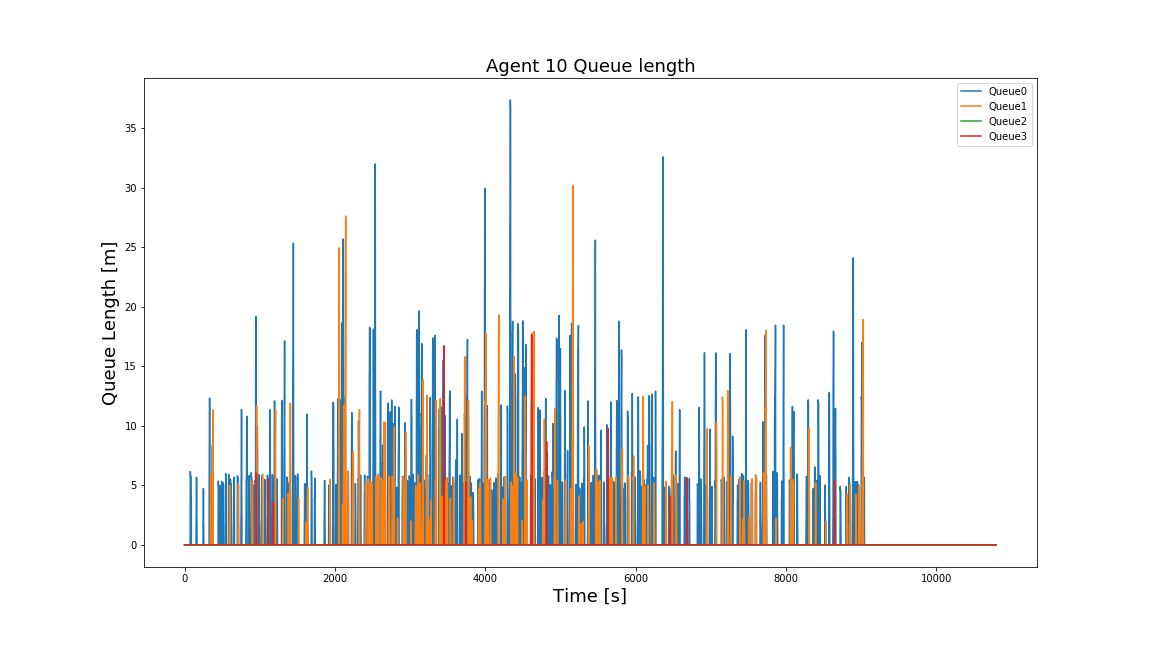 Agent 10 Queue length
Queue0
Queue1
Queue2
Queue3
35
30
25
20
15
10
5
0
Queue Length [m]
0 2000 4000 6000 8000 10000
Time [s]